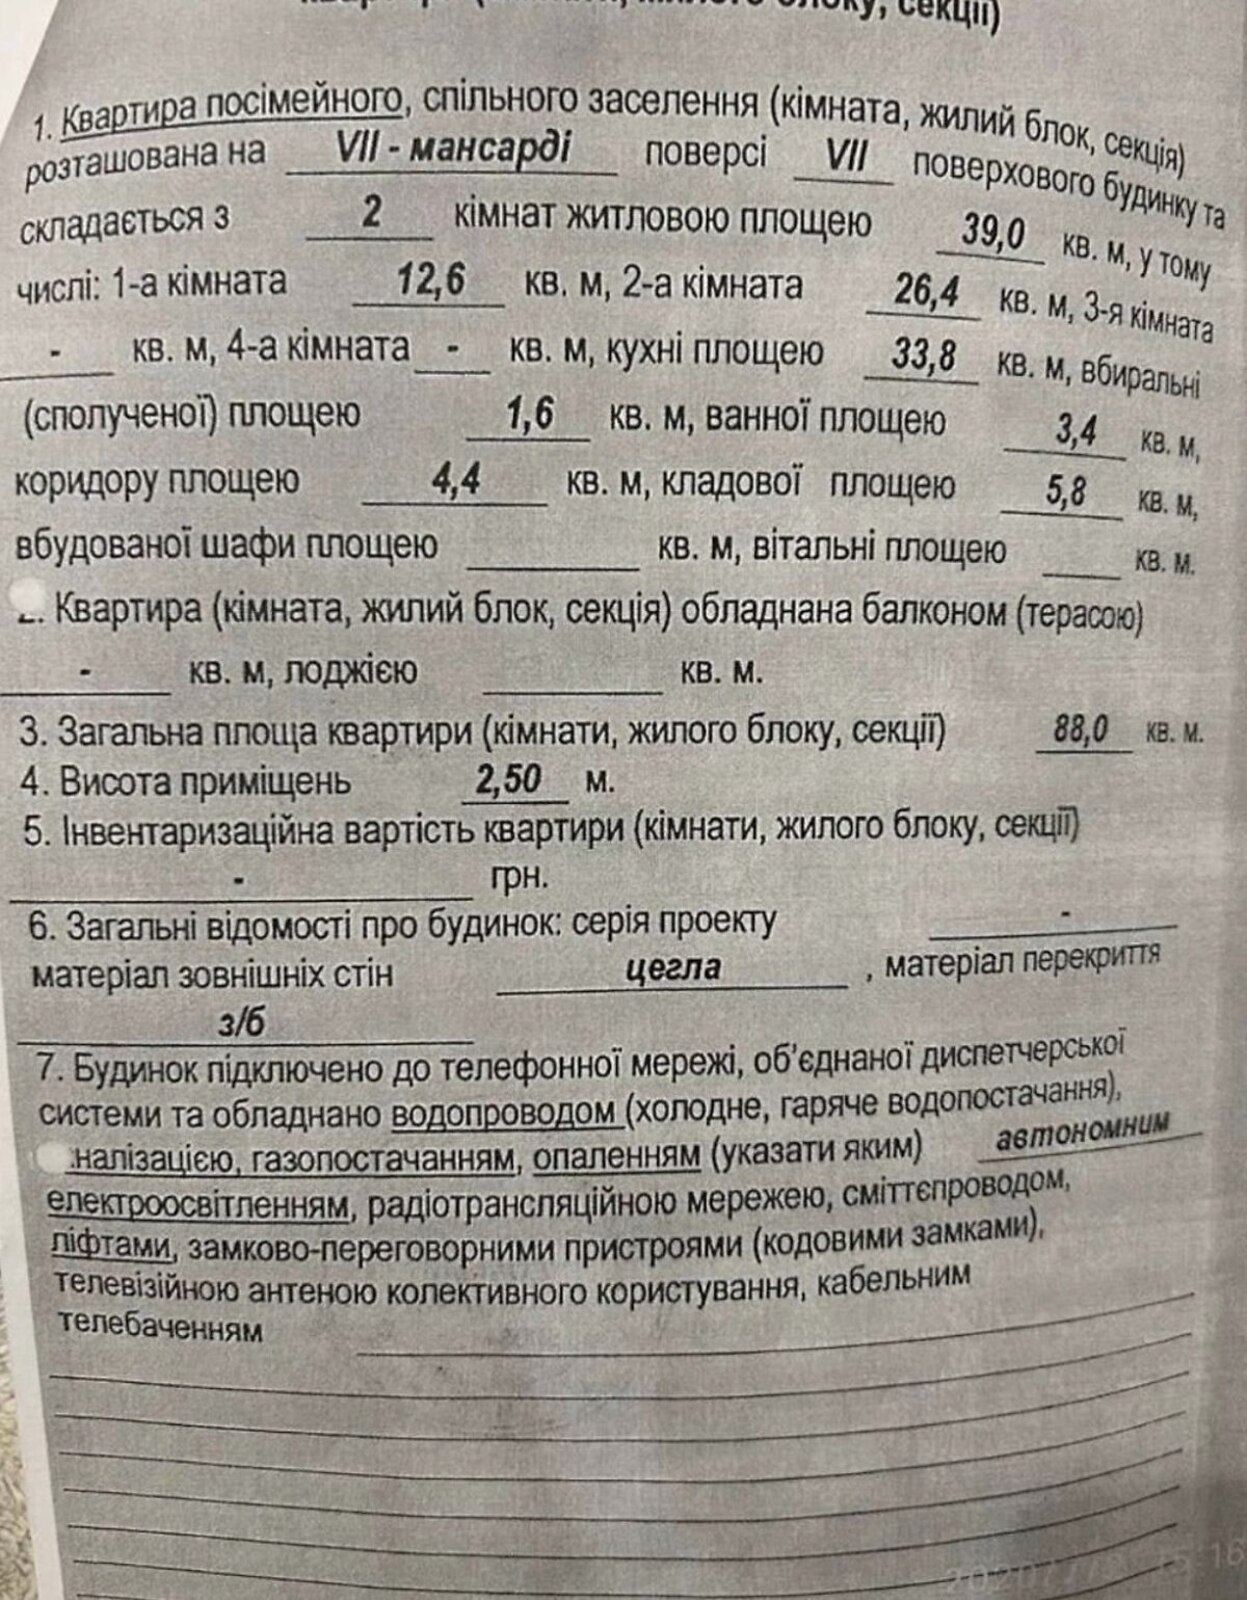 квартири (кімнати, жилого блоку, секції)
1. Квартира посімейного, спільного заселення (кімната, жилий блок, секція)
розташована на VII - мансарді поверсі VII поверхового будинку та
складається з 2 кімнат житловою площею 39,0 кв. м, у тому
числі: 1-а кімната 12,6 кв. м, 2-а кімната 26,4 кв. м, 3-я кімната
- кв. м, 4-а кімната - кв. м, кухні площею 33,8 кв. м, вбиральні
(сполученої) площею 1,6 кв. м, ванної площею 3,4 кв. м,
коридору площею 4,4 кв. м, кладової площею 5,8 кв. м,
вбудованої шафи площею кв. м, вітальні площею кв. м.
2. Квартира (кімната, жилий блок, секція) обладнана балконом (терасою)
- кв. м, лоджією кв. м.
3. Загальна площа квартири (кімнати, жилого блоку, секції) 88,0 кв. м.
4. Висота приміщень 2,50 м.
5. Інвентаризаційна вартість квартири (кімнати, жилого блоку, секції)
- грн.
6. Загальні відомості про будинок: серія проекту -
матеріал зовнішніх стін цегла , матеріал перекриття
з/б
7. Будинок підключено до телефонної мережі, об'єднаної диспетчерської
системи та обладнано водопроводом (холодне, гаряче водопостачання),
налізацією, газопостачанням, опаленням (указати яким) автономним
електроосвітленням, радіотрансляційною мережею, сміттєпроводом,
ліфтами, замково-переговорними пристроями (кодовими замками),
телевізійною антеною колективного користування, кабельним
телебаченням